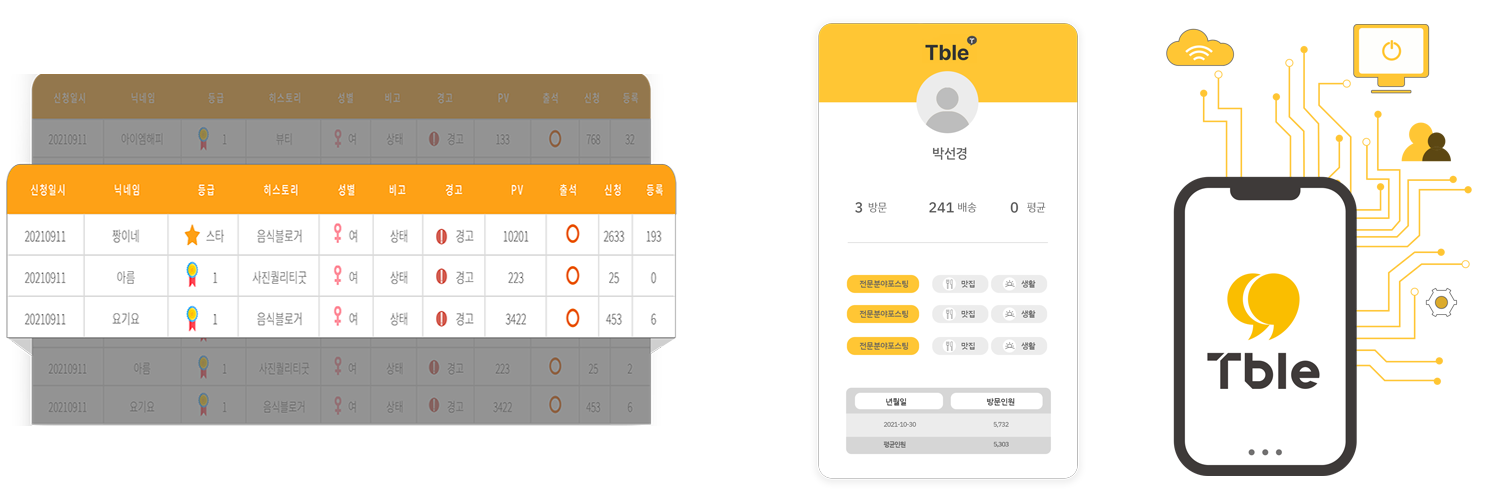 신청일시 닉네임 등급 히스토리 성별 비고 경고 PV 출석 신청 등록
20210911 아이엠해피 1 뷰티 여 상태 경고 133 768 32
신청일시 닉네임 등급 히스토리 성별 비고 경고 PV 출석 신청 등록
20210911 짱이네 스타 음식블로거 여 상태 경고 10201 2633 193
20210911 아름 1 사진퀄리티굿 여 상태 경고 223 25 0
20210911 요기요 1 음식블로거 여 상태 경고 3422 453 6
20210911 아름 1 사진퀄리티굿 여 상태 경고 223 25 2
20210911 요기요 1 음식블로거 여 상태 경고 3422 453 6
Tble T
박선경
3 방문 241 배송 0 평균
전문분야포스팅 맛집 생활
전문분야포스팅 맛집 생활
전문분야포스팅 맛집 생활
년월일 방문인원
2021-10-30 5,732
평균인원 5,303
Tble